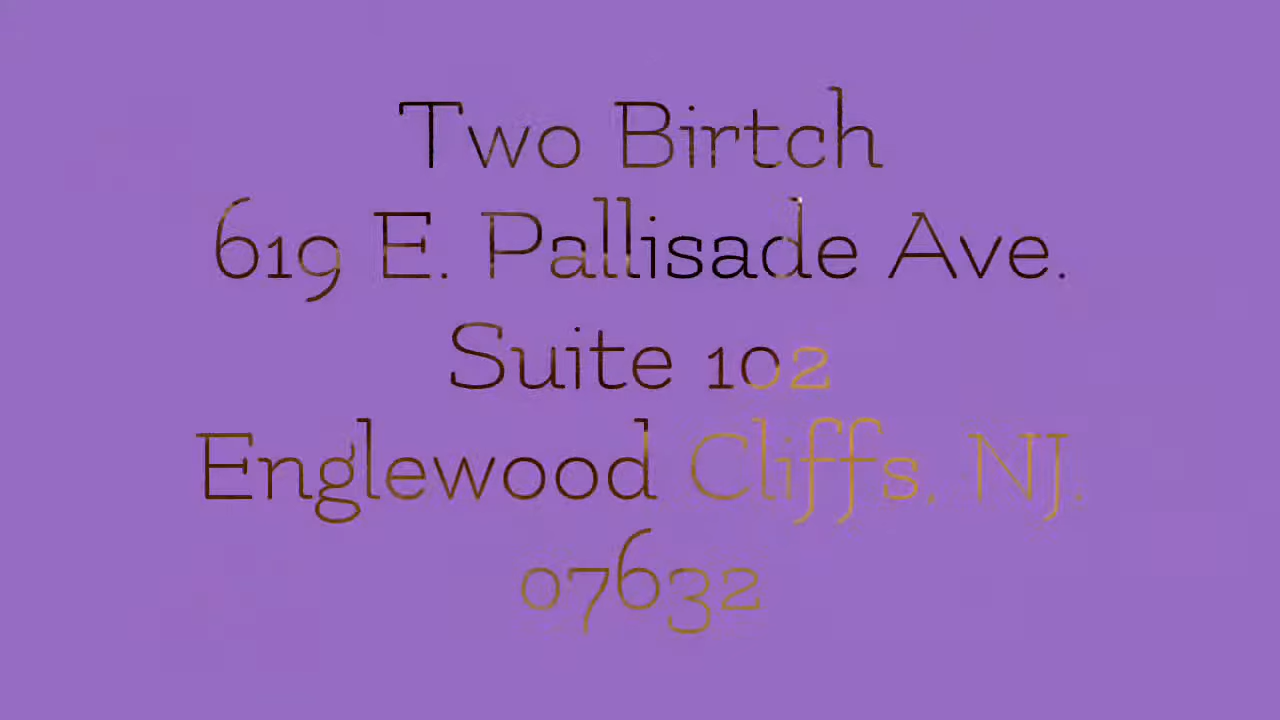 Two Birtch
619 E. Pallisade Ave.
Suite 102
Englewood Cliffs, NJ.
07632